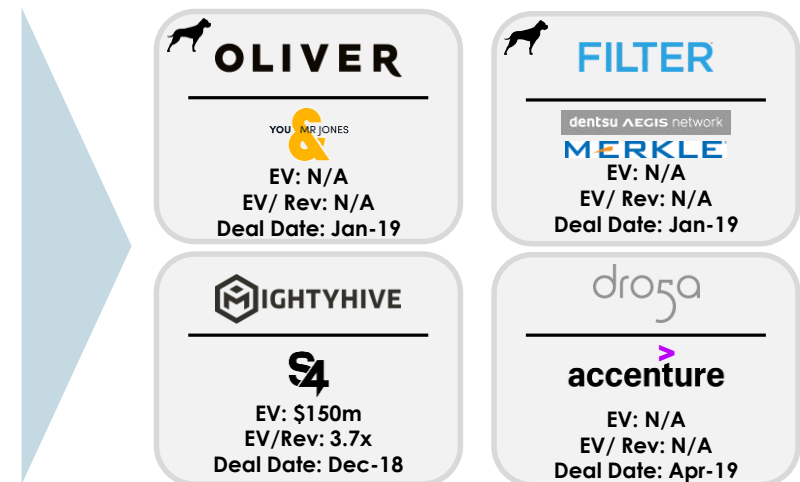 OLIVER
YOU & MR JONES
EV: N/A
EV/ Rev: N/A
Deal Date: Jan-19
FILTER
dentsu AEGIS network
MERKLE
EV: N/A
EV/ Rev: N/A
Deal Date: Jan-19
MIGHTYHIVE
S4
EV: $150m
EV/Rev: 3.7x
Deal Date: Dec-18
dro5a
>
accenture
EV: N/A
EV/ Rev: N/A
Deal Date: Apr-19